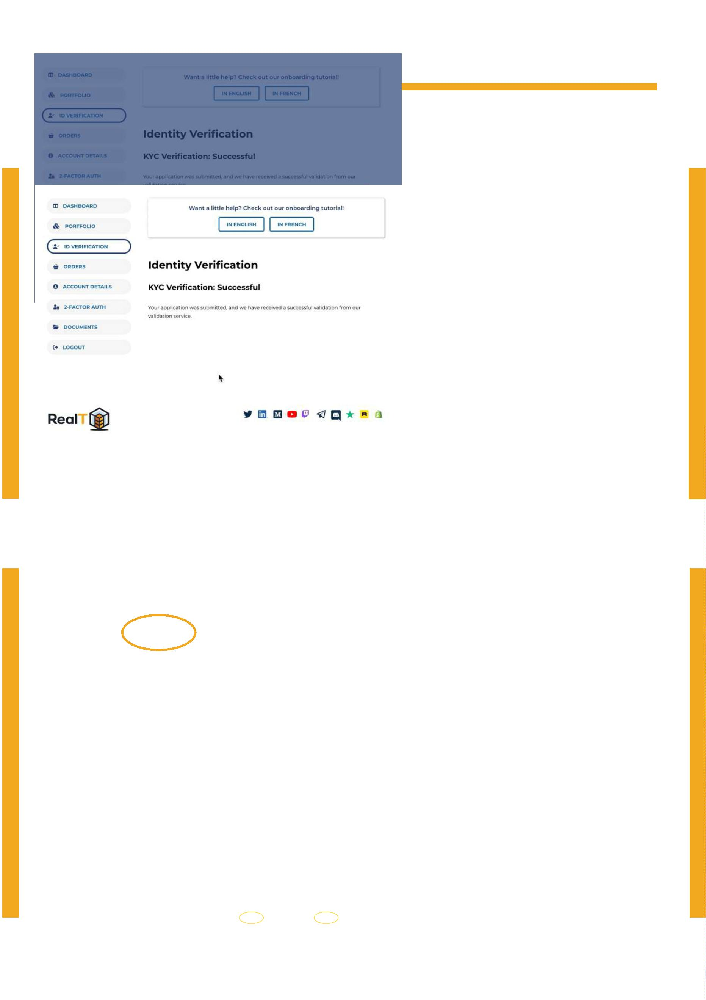 DASHBOARD
Want a little help? Check out our onboarding tutorial!
PORTFOLIO
IN ENGLISH IN FRENCH
ID VERIFICATION
Identity Verification
ORDERS
KYC Verification: Successful
ACCOUNT DETAILS
2-FACTOR AUTH
Your application was submitted, and we have received a successful validation from our
validation service.
DASHBOARD
Want a little help? Check out our onboarding tutorial!
PORTFOLIO
IN ENGLISH IN FRENCH
ID VERIFICATION
Identity Verification
ORDERS
KYC Verification: Successful
ACCOUNT DETAILS
2-FACTOR AUTH
Your application was submitted, and we have received a successful validation from our
validation service.
DOCUMENTS
LOGOUT
RealT